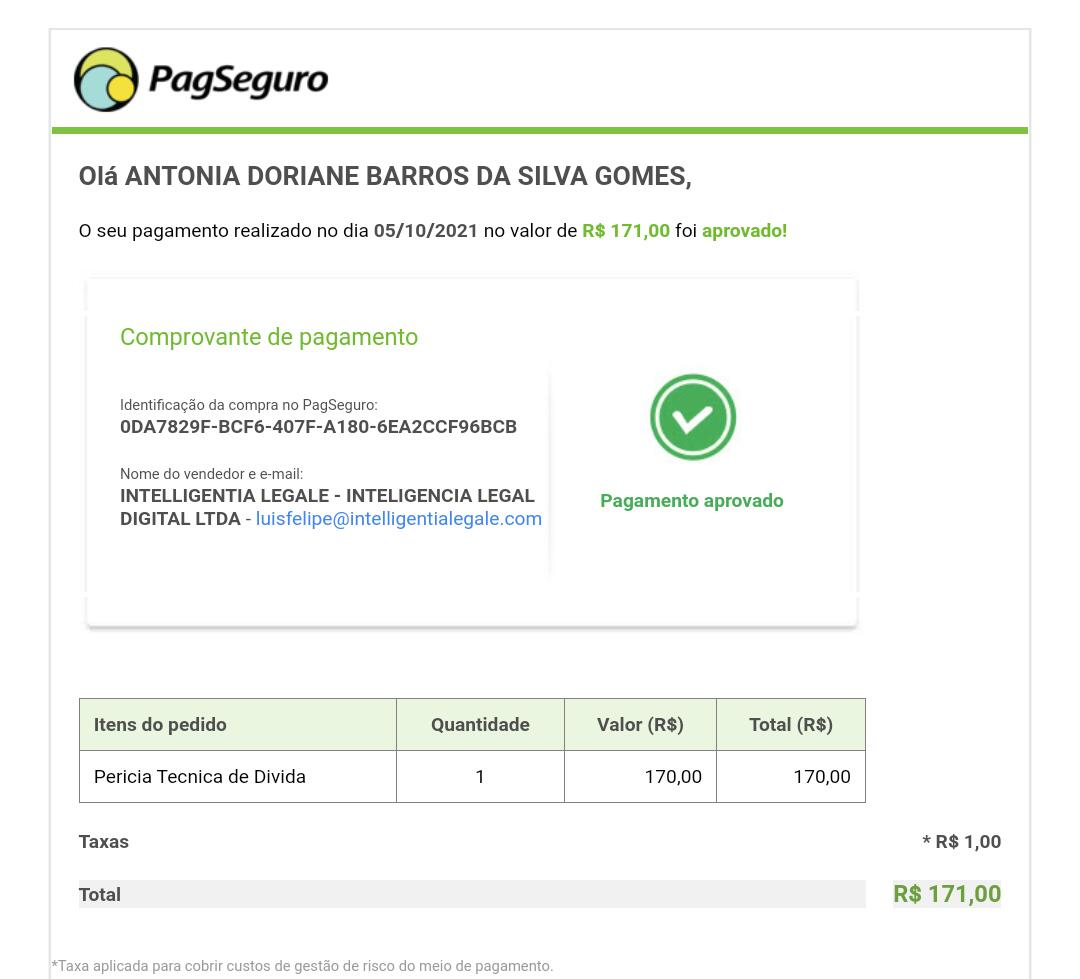 PagSeguro
Olá ANTONIA DORIANE BARROS DA SILVA GOMES,
O seu pagamento realizado no dia 05/10/2021 no valor de R$ 171,00 foi aprovado!
Comprovante de pagamento
Identificação da compra no PagSeguro:
0DA7829F-BCF6-407F-A180-6EA2CCF96BCB
Nome do vendedor e e-mail:
INTELLIGENTIA LEGALE - INTELIGENCIA LEGAL
DIGITAL LTDA - luisfelipe@intelligentialegale.com
Pagamento aprovado
Itens do pedido Quantidade Valor (R$) Total (R$)
Pericia Tecnica de Divida 1 170,00 170,00
Taxas * R$ 1,00
Total R$ 171,00
*Taxa aplicada para cobrir custos de gestão de risco do meio de pagamento.